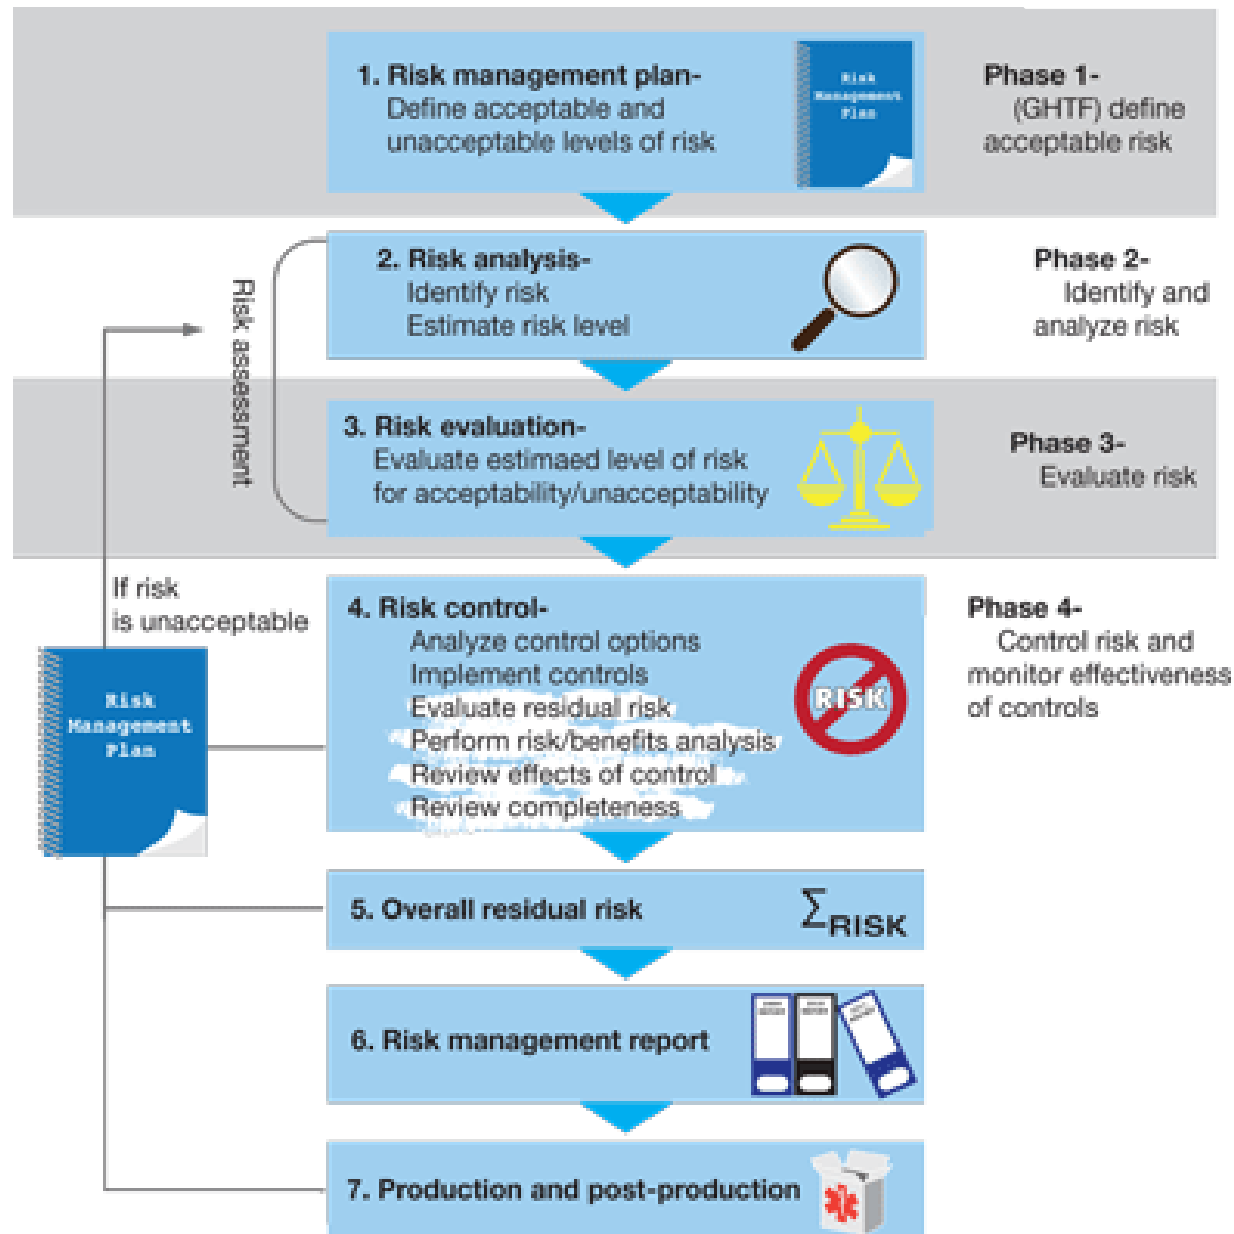 1. Risk management plan-
Define acceptable and
unacceptable levels of risk
Risk
Management
Plan
Phase 1-
(GHTF) define
acceptable risk
2. Risk analysis-
Identify risk
Estimate risk level
Phase 2-
Identify and
analyze risk
Risk assessment
3. Risk evaluation-
Evaluate estimaed level of risk
for acceptability/unacceptability
Phase 3-
Evaluate risk
If risk
is unacceptable
Risk
Management
Plan
4. Risk control-
Analyze control options
Implement controls
Evaluate residual risk
Perform risk/benefits analysis
Review effects of control
Review completeness
RISK
Phase 4-
Control risk and
monitor effectiveness
of controls
5. Overall residual risk
Σ RISK
6. Risk management report
7. Production and post-production